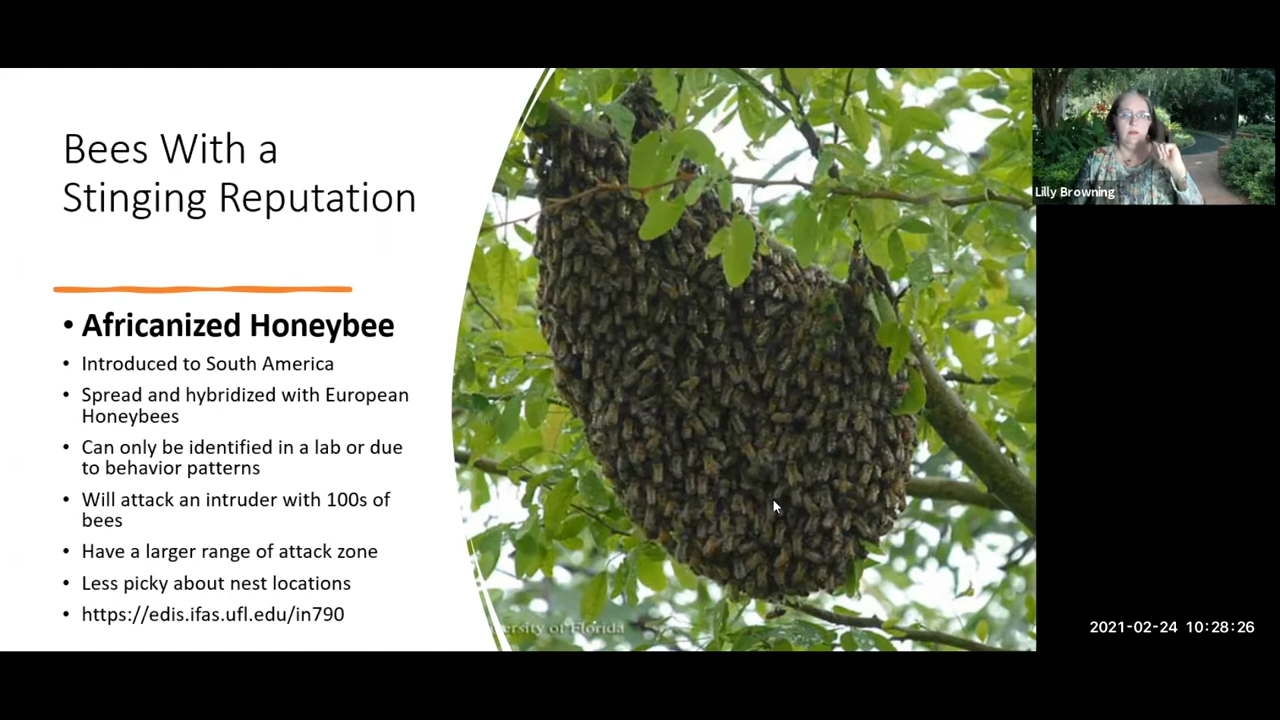 Bees With a
Stinging Reputation
• Africanized Honeybee
• Introduced to South America
• Spread and hybridized with European
Honeybees
• Can only be identified in a lab or due
to behavior patterns
• Will attack an intruder with 100s of
bees
• Have a larger range of attack zone
• Less picky about nest locations
• https://edis.ifas.ufl.edu/in790
of Florida
Lilly Browning
2021-02-24 10:28:26